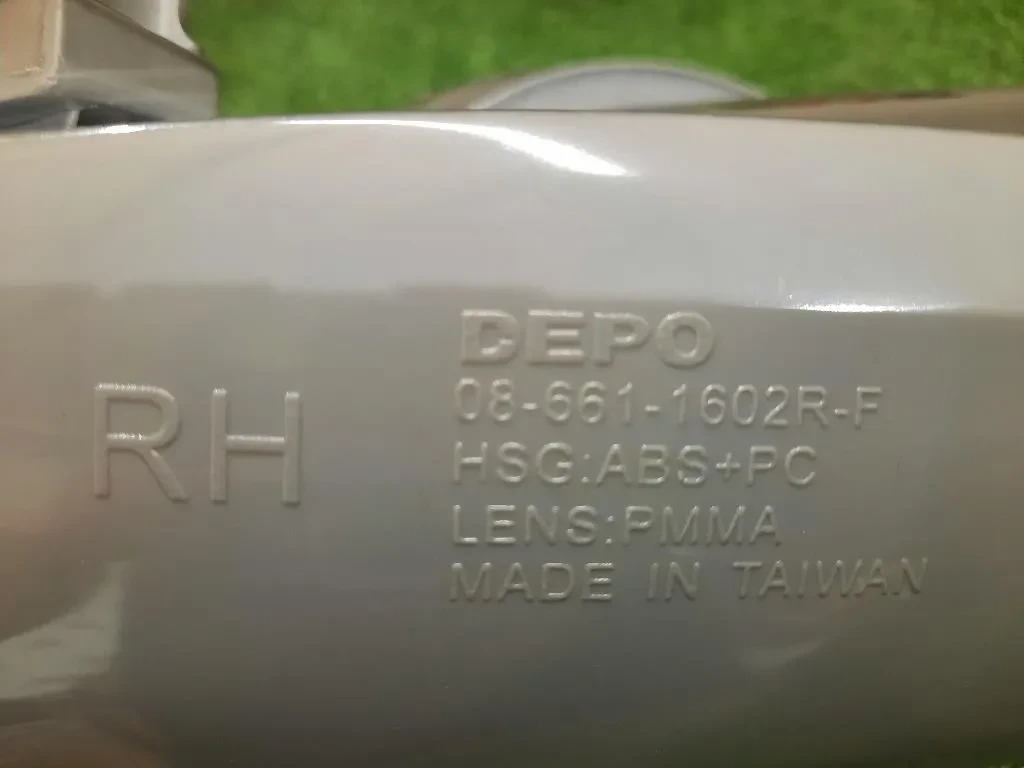 RH
DEPO
08-661-1602R-F
HSG:ABS+PC
LENS:PMMA
MADE IN TAIWAN